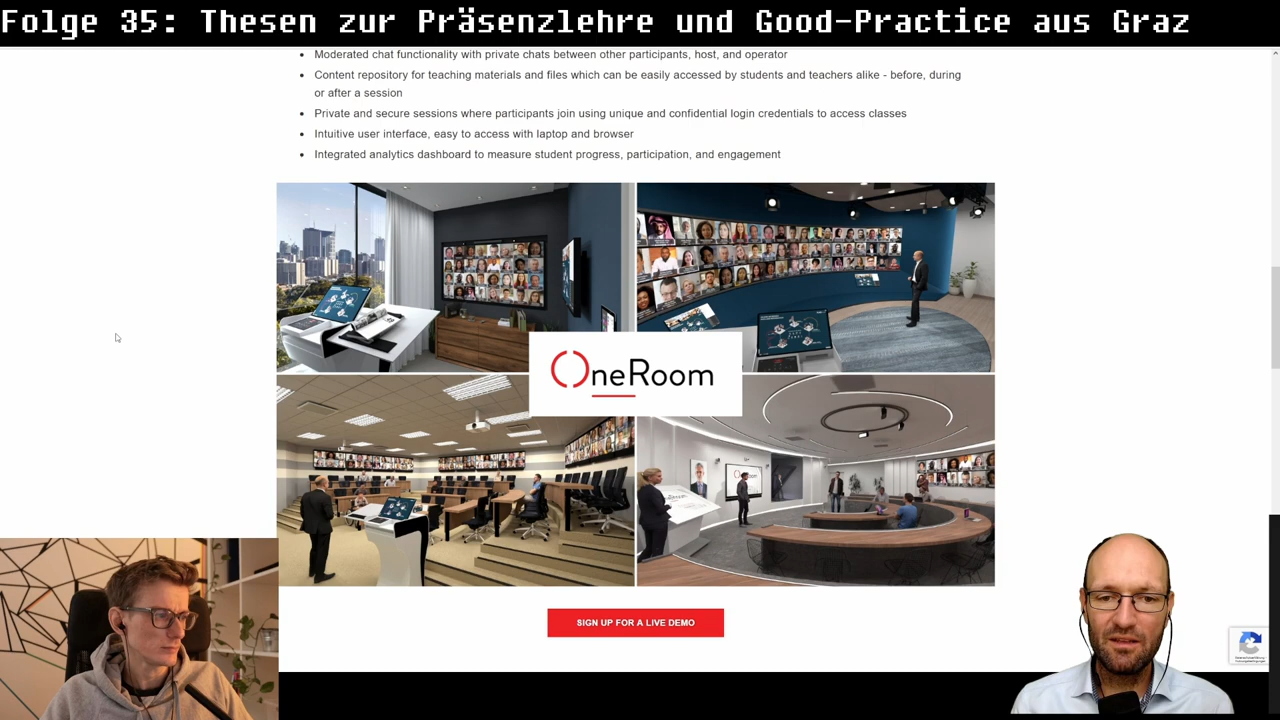 Folge 35: Thesen zur Präsenzlehre und Good-Practice aus Graz
Moderated chat functionality with private chats between other participants, host, and operator
Content repository for teaching materials and files which can be easily accessed by students and teachers alike - before, during
or after a session
Private and secure sessions where participants join using unique and confidential login credentials to access classes
Intuitive user interface, easy to access with laptop and browser
Integrated analytics dashboard to measure student progress, participation, and engagement
OneRoom
SIGN UP FOR A LIVE DEMO